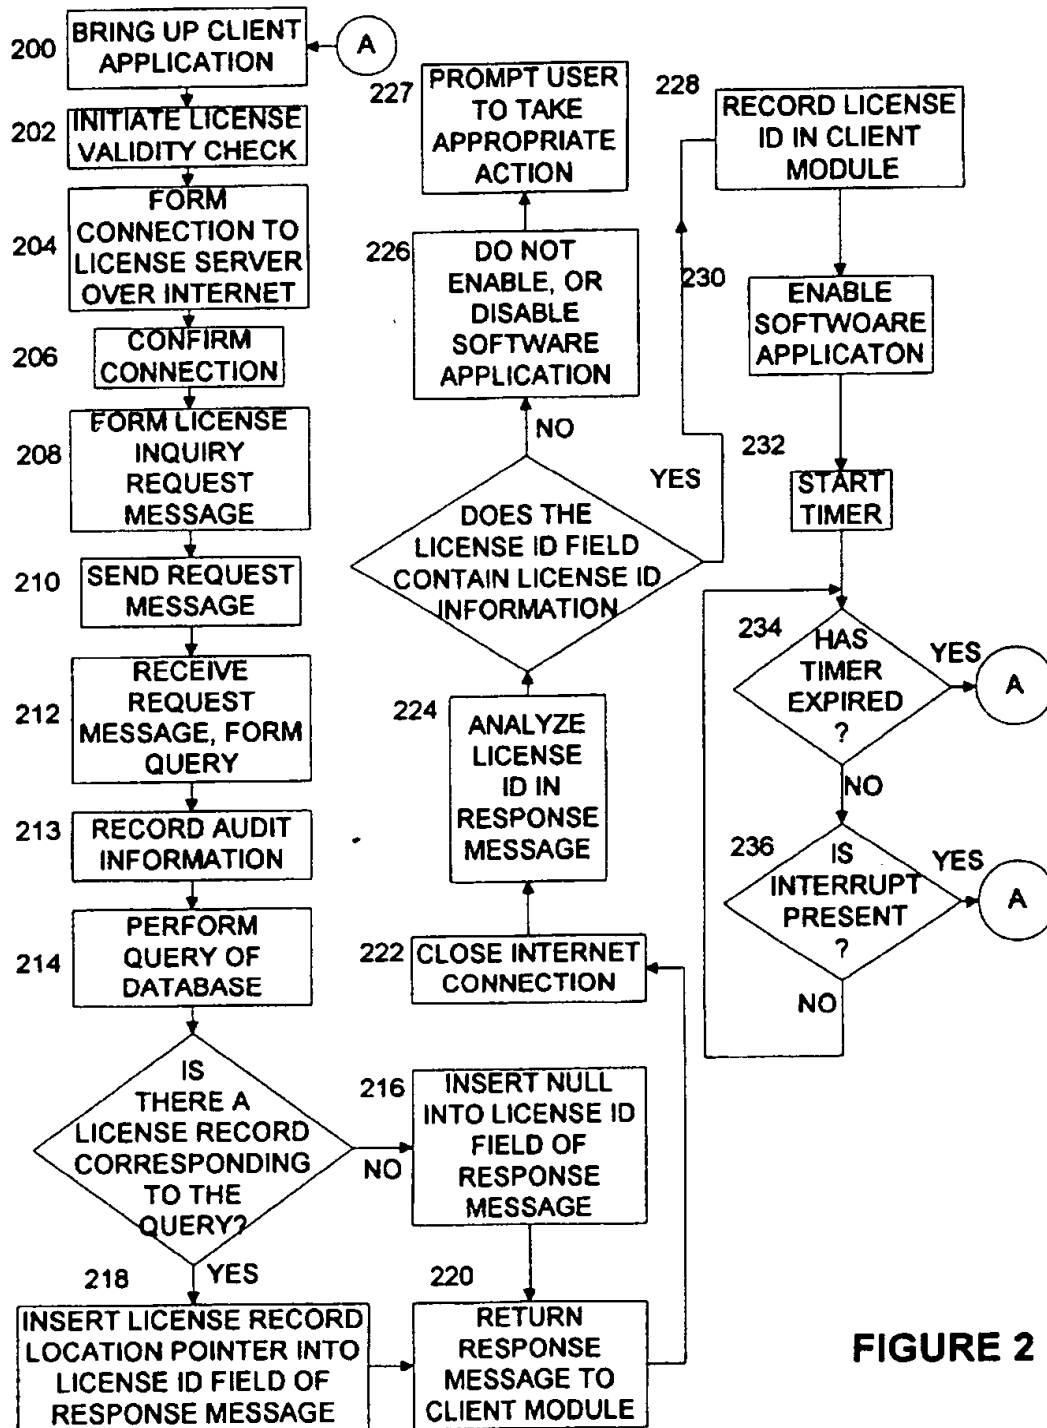 200
BRING UP CLIENT
APPLICATION
A
202
INITIATE LICENSE
VALIDITY CHECK
204
FORM
CONNECTION TO
LICENSE SERVER
OVER INTERNET
206
CONFIRM
CONNECTION
208
FORM LICENSE
INQUIRY
REQUEST
MESSAGE
210
SEND REQUEST
MESSAGE
212
RECEIVE
REQUEST
MESSAGE, FORM
QUERY
213
RECORD AUDIT
INFORMATION
214
PERFORM
QUERY OF
DATABASE
IS
THERE A
LICENSE RECORD
CORRESPONDING
TO THE
QUERY?
NO
YES
216
INSERT NULL
INTO LICENSE ID
FIELD OF
RESPONSE
MESSAGE
218
INSERT LICENSE RECORD
LOCATION POINTER INTO
LICENSE ID FIELD OF
RESPONSE MESSAGE
220
RETURN
RESPONSE
MESSAGE TO
CLIENT MODULE
222
CLOSE INTERNET
CONNECTION
224
ANALYZE
LICENSE
ID IN
RESPONSE
MESSAGE
DOES THE
LICENSE ID FIELD
CONTAIN LICENSE ID
INFORMATION
NO
YES
226
DO NOT
ENABLE, OR
DISABLE
SOFTWARE
APPLICATION
227
PROMPT USER
TO TAKE
APPROPRIATE
ACTION
228
RECORD LICENSE
ID IN CLIENT
MODULE
230
ENABLE
SOFTWOARE
APPLICATON
232
START
TIMER
234
HAS
TIMER
EXPIRED
?
YES
A
NO
236
IS
INTERRUPT
PRESENT
?
YES
A
NO
FIGURE 2